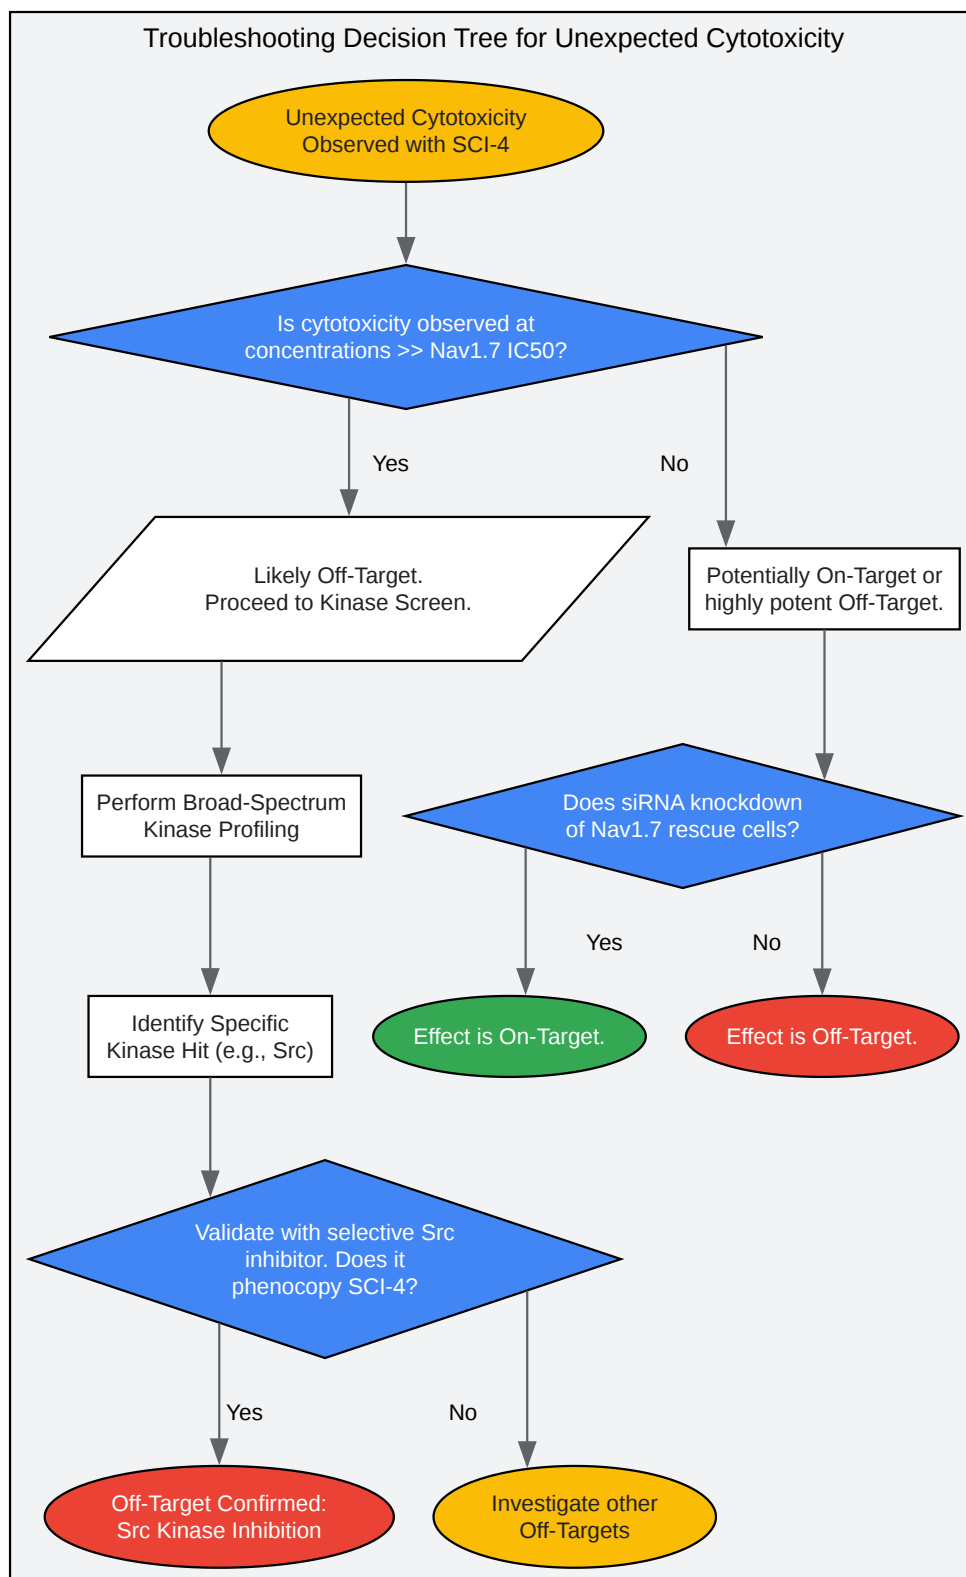 Troubleshooting Decision Tree for Unexpected Cytotoxicity
Unexpected Cytotoxicity
Observed with SCI-4
Is cytotoxicity observed at
concentrations >> Nav1.7 IC50?
Yes
No
Likely Off-Target.
Proceed to Kinase Screen.
Potentially On-Target or
highly potent Off-Target.
Perform Broad-Spectrum
Kinase Profiling
Does siRNA knockdown
of Nav1.7 rescue cells?
Yes
No
Identify Specific
Kinase Hit (e.g., Src)
Effect is On-Target.
Effect is Off-Target.
Validate with selective Src
inhibitor. Does it
phenocopy SCI-4?
Yes
No
Off-Target Confirmed:
Src Kinase Inhibition
Investigate other
Off-Targets